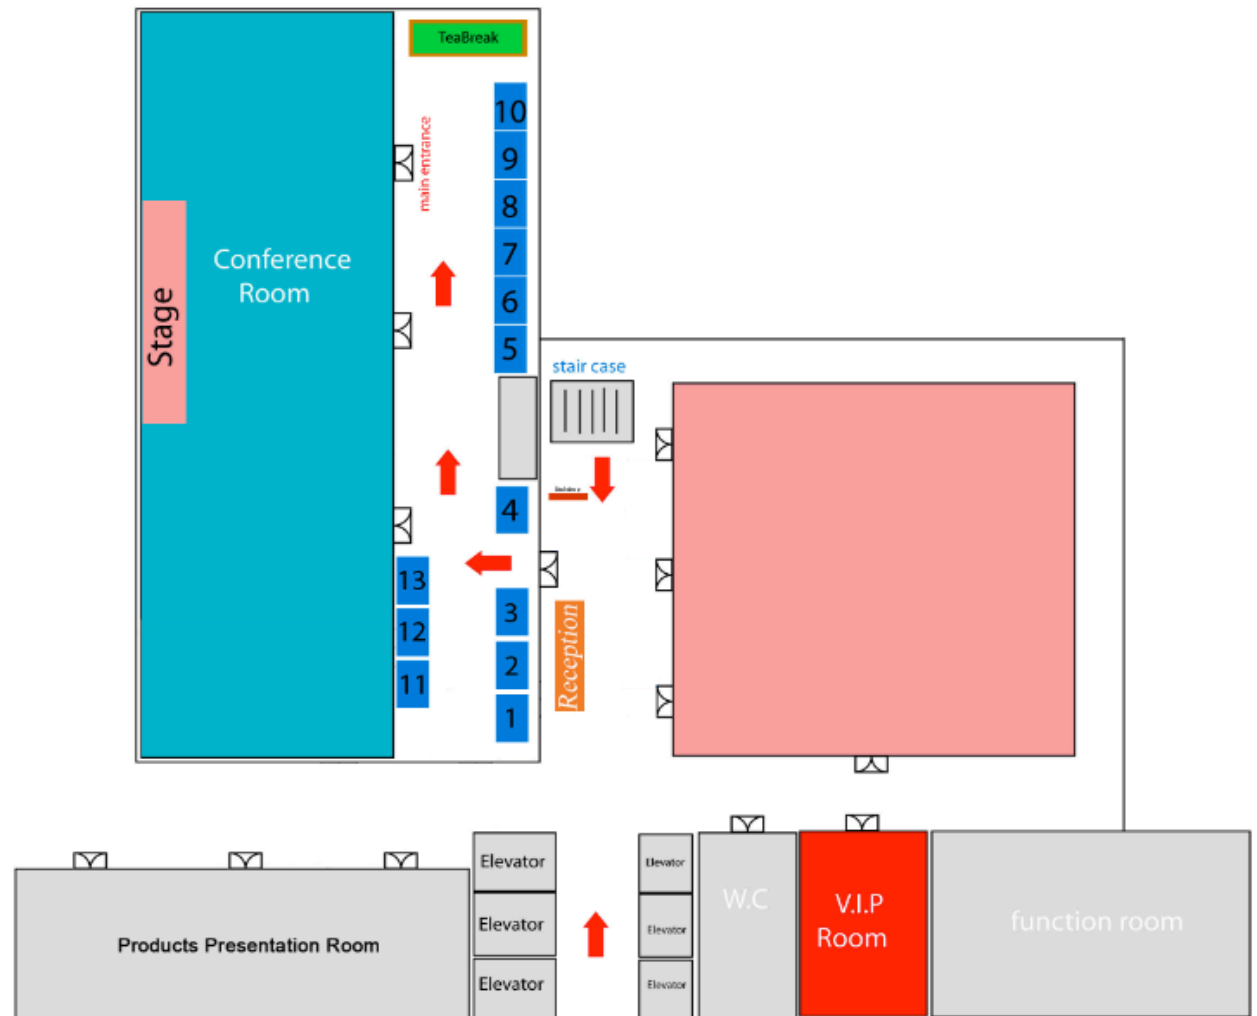 TeaBreak
10
9
8
7
6
5
main entrance
Conference
Room
Stage
stair case
4
13
12
11
3
2
1
Reception
Elevator
Elevator
Elevator
Elevator
Elevator
Elevator
W.C
V.I.P
Room
function room
Products Presentation Room